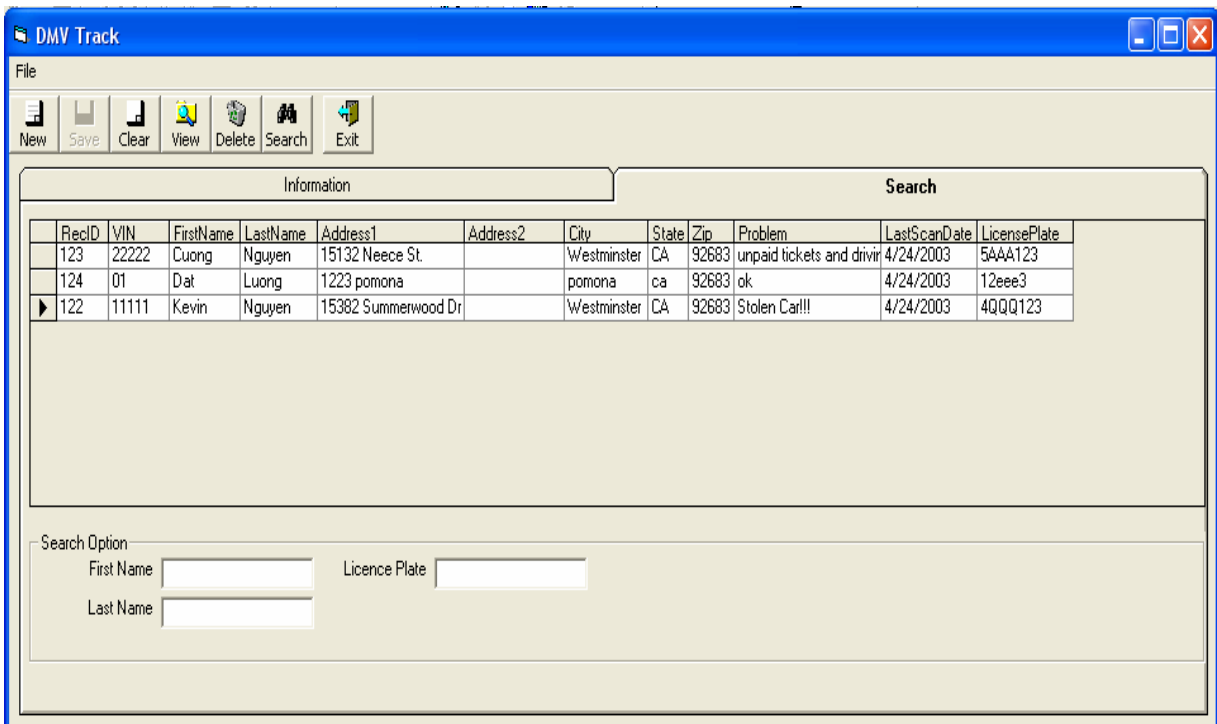 DMV Track
File
New Save Clear View Delete Search Exit
Information Search
RecID VIN FirstName LastName Address1 Address2 City State Zip Problem LastScanDate LicensePlate
123 22222 Cuong Nguyen 15132 Neece St. Westminster CA 92683 unpaid tickets and drivin 4/24/2003 5AAA123
124 01 Dat Luong 1223 pomona pomona ca 92683 ok 4/24/2003 12eee3
122 11111 Kevin Nguyen 15382 Summerwood Dr Westminster CA 92683 Stolen Car!!! 4/24/2003 4QQQ123
Search Option
First Name Licence Plate
Last Name